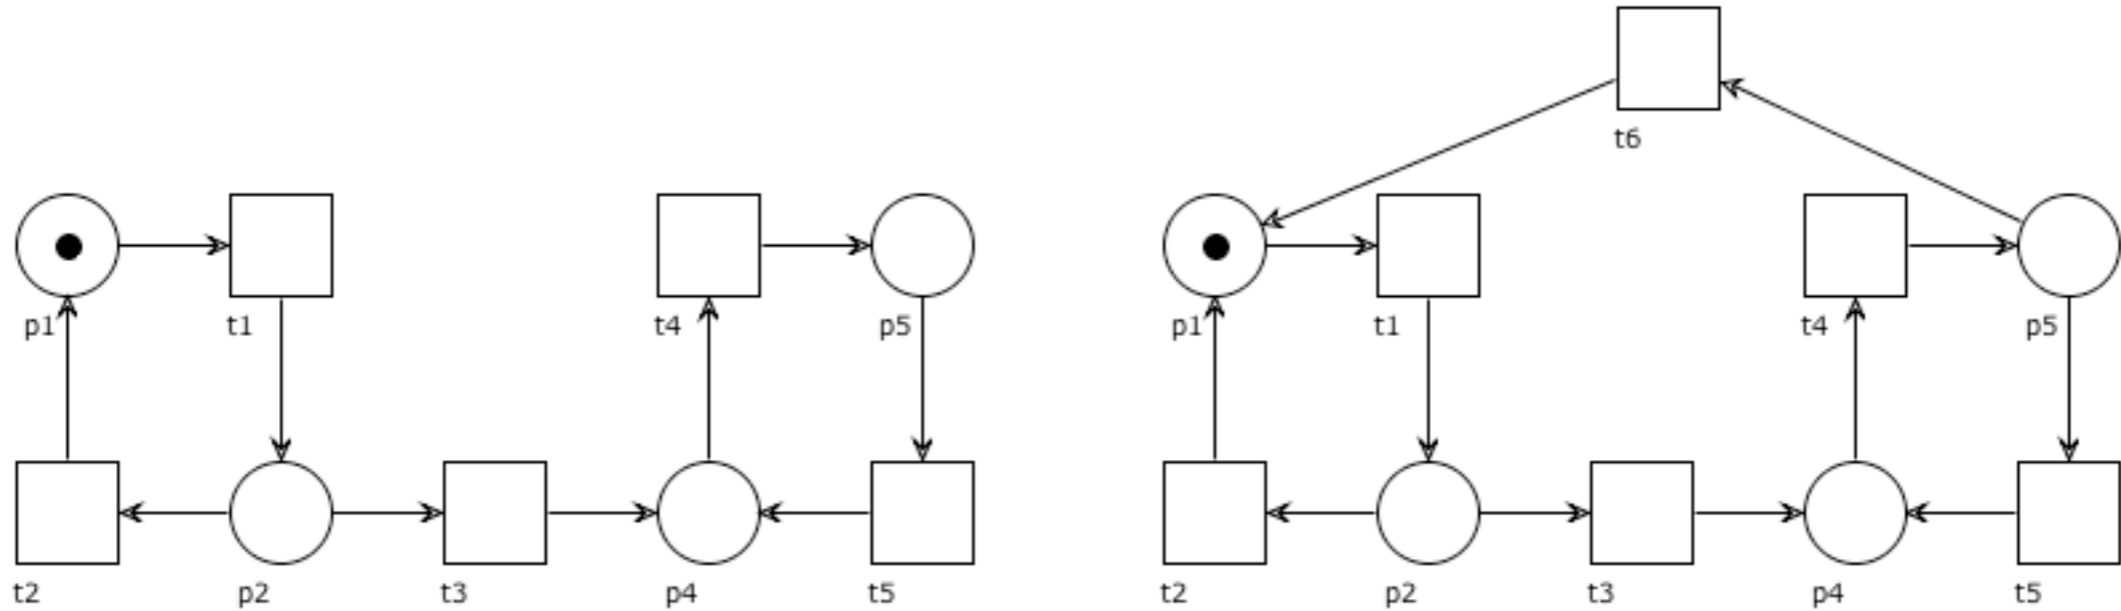 t6
p1 t1 t4 p5 p1 t1 t4 p5
t2 p2 t3 p4 t5 t2 p2 t3 p4 t5